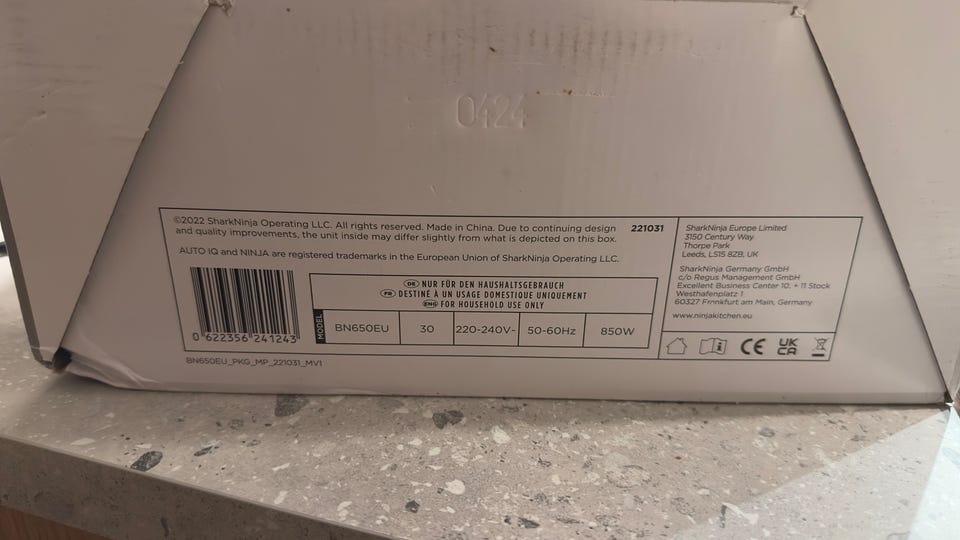 0424
©2022 SharkNinja Operating LLC. All rights reserved. Made in China. Due to continuing design
and quality improvements, the unit inside may differ slightly from what is depicted on this box.
221031
AUTO IQ and NINJA are registered trademarks in the European Union of SharkNinja Operating LLC.
DE NUR FÜR DEN HAUSHALTSGEBRAUCH
FR DESTINÉ À UN USAGE DOMESTIQUE UNIQUEMENT
ENG FOR HOUSEHOLD USE ONLY
MODEL BN650EU 30 220-240V~ 50-60Hz 850W
0 622356 241243
BN650EU_PKG_MP_221031_MV1
SharkNinja Europe Limited
3150 Century Way
Thorpe Park
Leeds, LS15 8ZB, UK
SharkNinja Germany GmbH
c/o Regus Management GmbH
Excellent Business Center 10. + 11 Stock
Westhafenplatz 1
60327 Frnnkfurt am Main, Germany
www.ninjakitchen.eu
CE UK
CA